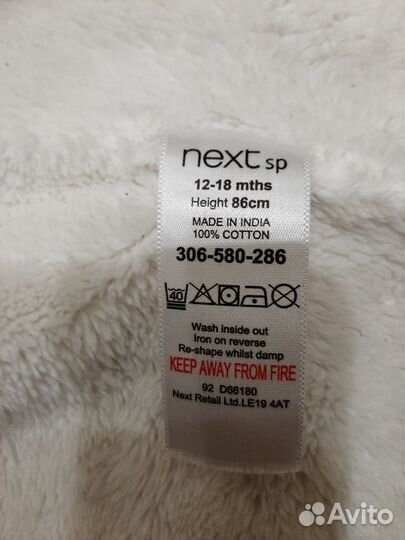 next sp
12-18 mths
Height 86cm
MADE IN INDIA
100% COTTON
306-580-286
40
Wash inside out
Iron on reverse
Re-shape whilst damp
KEEP AWAY FROM FIRE
92 D66180
Next Retail Ltd.LE19 4AT
Avito